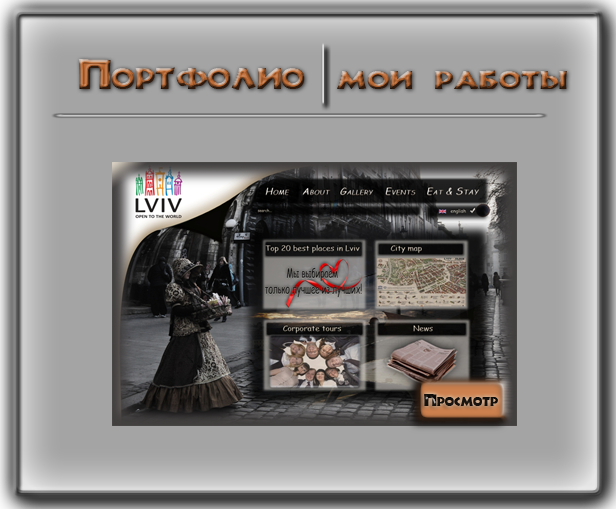 Портфолио | мои работы
LVIV
OPEN TO THE WORLD
Home About Gallery Events Eat & Stay
search...
english
Top 20 best places in Lviv
City map
Мы выбираем
только лучшее из лучших!
Corporate tours
News
Просмотр